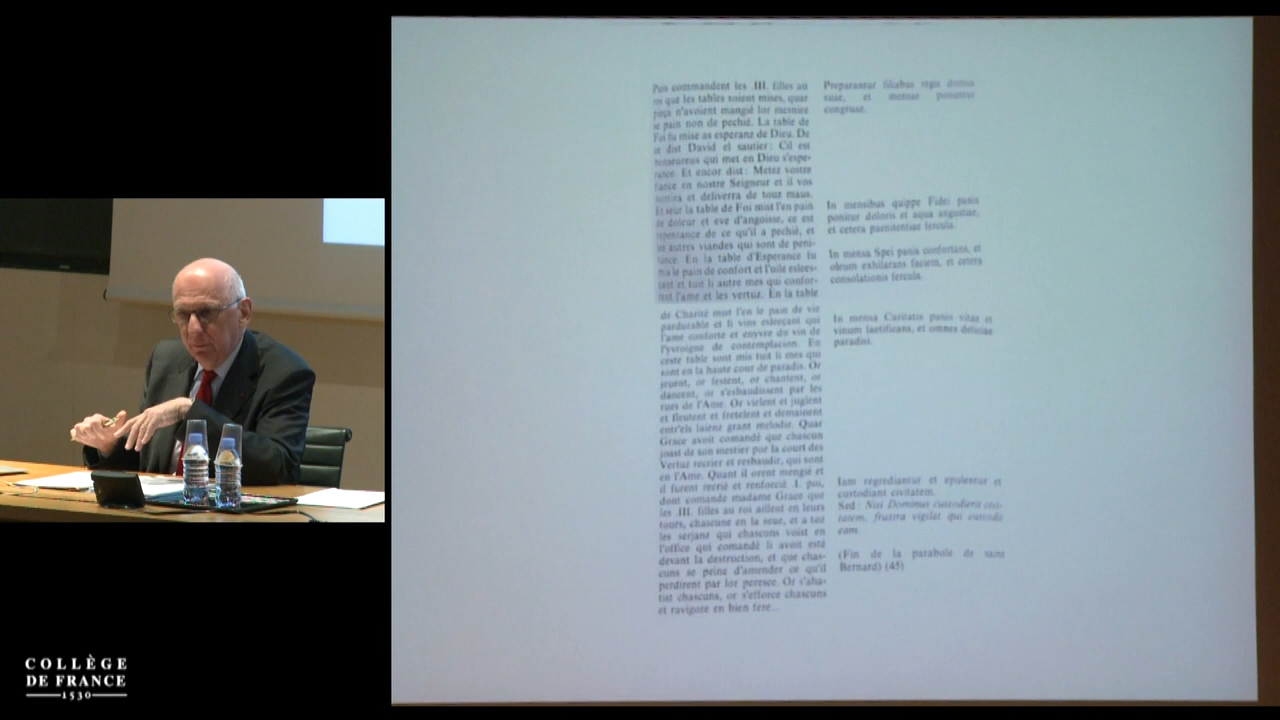 Puis commandent les .III. filles au
roi que les tables soient mises, quar
pieça n'avoient mangié lor mesniee
se pain non de pechié. La table de
Foi fu mise as esperanz de Dieu. De
ce dist David el sautier: Cil est
boneureus qui met en Dieu s'espe-
rance. Et encor dist: Metez vostre
fiance en nostre Seigneur et il vos
norrira et deliverra de touz maus.
Et seur la table de Foi mist l'en pain
de doleur et eve d'angoisse, ce est
repentance de ce qu'il a pechié, et
les autres viandes qui sont de peni-
tance. En la table d'Esperance fu
mis le pain de confort et l'uile esleес-
tant et tuit li autre mes qui confor-
tent l'ame et les vertuz. En la table
de Charité mist l'en le pain de vie
pardurable et li vins esleeçant qui
l'ame conforte et enyvre du vin de
l'yvroigne de contemplacion. En
ceste table sont mis tuit li mes qui
sont en la haute cour de paradis. Or
jeuent, or festent, or chantent, or
dancent, or s'esbaudissent par les
rues de l'Ame. Or vielent et juglent
et fleutent et fretelent et demainent
entr'els laienz grant melodie. Quar
Grace avoit comandé que chascun
joast de son mestier por la court des
Vertuz recrier et resbaudir, qui sont
en l'Ame. Quant il orent mengié et
il furent recrié et renforcié .I. poi,
dont comande madame Grace que
les .III. filles au roi aillent en leurs
tours, chascune en la seue, et a toz
les serjanz que chascuns voist en
l'office qui comandé li avoit esté
devant la destruction, et que chas-
cuns se peine d'amender ce qu'il
perdirent par lor peresce. Or s'aha-
tist chascuns, or s'efforce chascuns
et ravigore en bien fere...
Preparantur filiabus regis domus
suae, et mensae ponuntur
congruae.
In mensibus quippe Fidei panis
ponitur doloris et aqua angustiae,
et cetera paenitentiae fercula.
In mensa Spei panis confortans, et
oleum exhilarans faciem, et cetera
consolationis fercula.
In mensa Caritatis panis vitae et
vinum laetificans, et omnes deliciae
paradisi.
Iam regrediantur et epulentur et
custodiant civitatem.
Sed: Nisi Dominus custodierit civi-
tatem, frustra vigilat qui custodit
eam.
(Fin de la parabole de saint
Bernard) (45)
COLLÈGE
DE FRANCE
1530